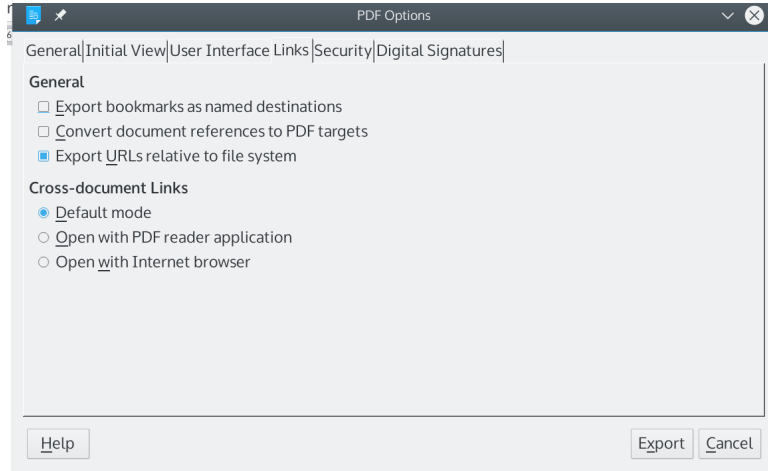 PDF Options
General Initial View User Interface Links Security Digital Signatures
General
Export bookmarks as named destinations
Convert document references to PDF targets
Export URLs relative to file system
Cross-document Links
Default mode
Open with PDF reader application
Open with Internet browser
Help Export Cancel